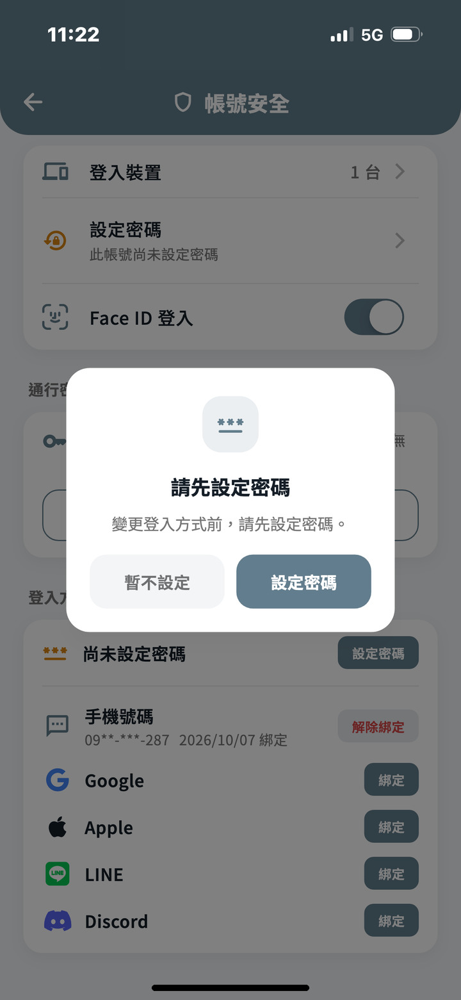 11:22
5G
帳號安全
登入裝置
1 台
設定密碼
此帳號尚未設定密碼
Face ID 登入
通行
無
***
請先設定密碼
變更登入方式前，請先設定密碼。
暫不設定
設定密碼
登入
***
尚未設定密碼
設定密碼
手機號碼
09**-***-287 2026/10/07 綁定
解除綁定
Google
綁定
Apple
綁定
LINE
LINE
綁定
Discord
綁定